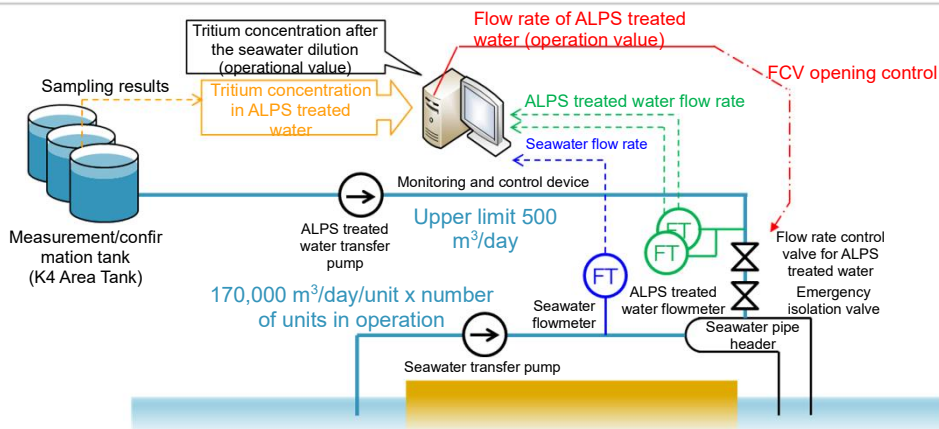 Tritium concentration after
the seawater dilution
(operational value)
Flow rate of ALPS treated
water (operation value)
FCV opening control
Sampling results
Tritium concentration
in ALPS treated
water
ALPS treated water flow rate
Seawater flow rate
Monitoring and control device
Measurement/confir
mation tank
(K4 Area Tank)
ALPS treated
water transfer
pump
Upper limit 500
m³/day
FT
FT
FT
Flow rate control
valve for ALPS
treated water
Emergency
isolation valve
170,000 m³/day/unit x number
of units in operation
Seawater
flowmeter
ALPS treated
water flowmeter
Seawater pipe
header
Seawater transfer pump